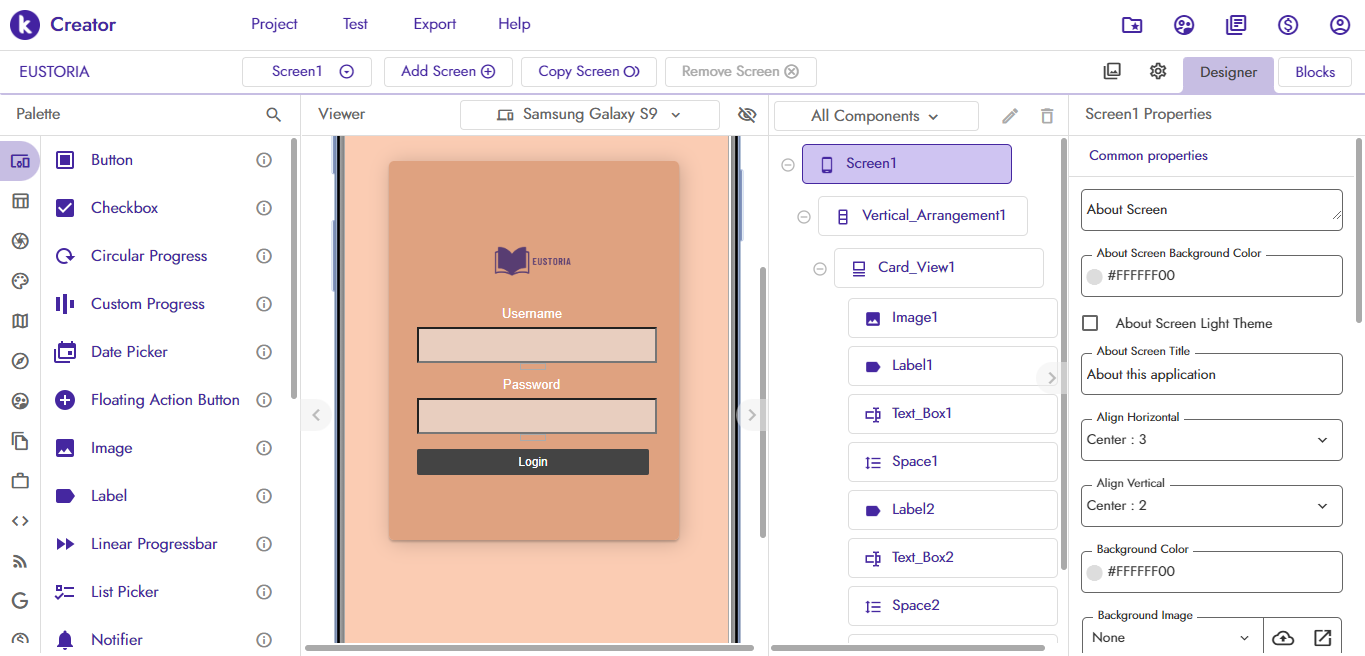 Creator
Project Test Export Help
EUSTORIA
Screen1
Add Screen
Copy Screen
Remove Screen
Designer
Blocks
Palette
Button
Checkbox
Circular Progress
Custom Progress
Date Picker
Floating Action Button
Image
Label
Linear Progressbar
List Picker
Notifier
Viewer
Samsung Galaxy S9
EUSTORIA
Username
Password
Login
All Components
Screen1
Vertical_Arrangement1
Card_View1
Image1
Label1
Text_Box1
Space1
Label2
Text_Box2
Space2
Screen1 Properties
Common properties
About Screen
About Screen Background Color
#FFFFFF00
About Screen Light Theme
About Screen Title
About this application
Align Horizontal
Center : 3
Align Vertical
Center : 2
Background Color
#FFFFFF00
Background Image
None